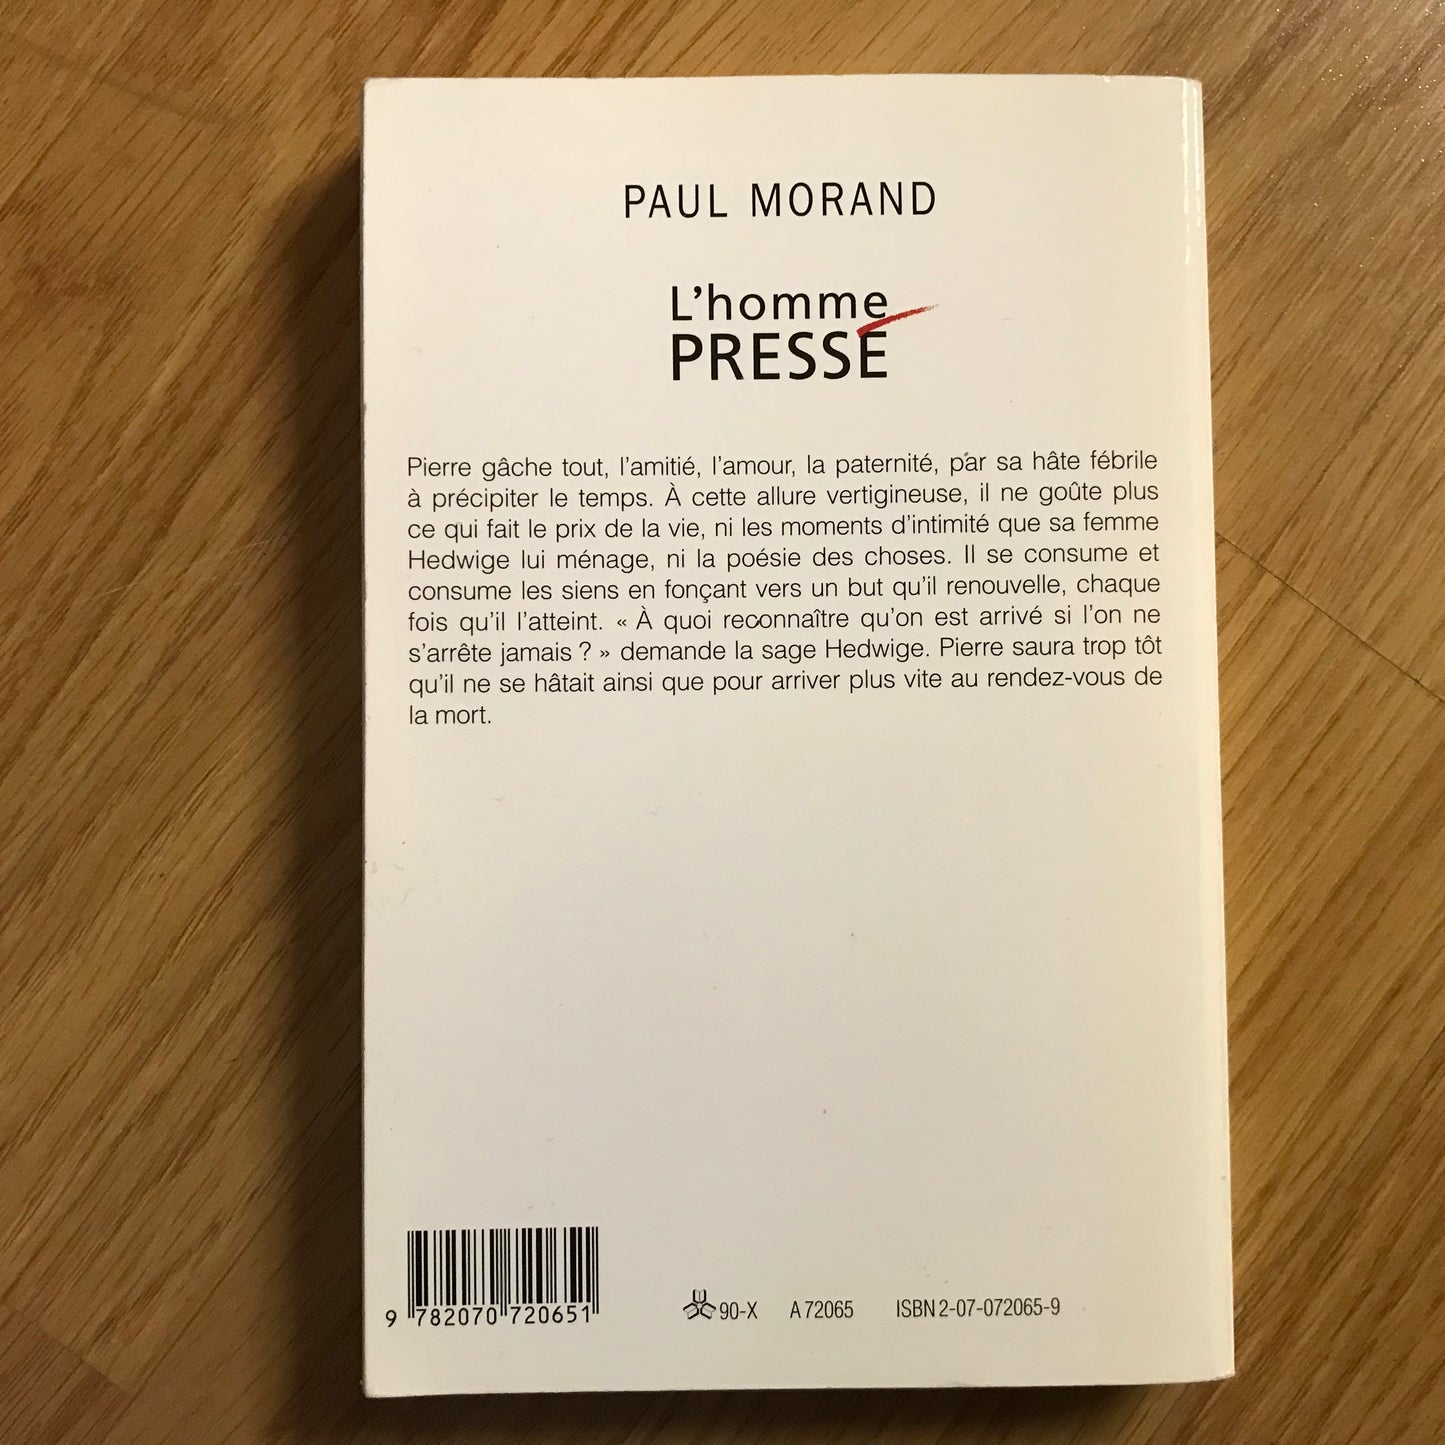 PAUL MORAND
L'homme
PRESSÉ
Pierre gâche tout, l'amitié, l'amour, la paternité, par sa hâte fébrile
à précipiter le temps. À cette allure vertigineuse, il ne goûte plus
ce qui fait le prix de la vie, ni les moments d'intimité que sa femme
Hedwige lui ménage, ni la poésie des choses. Il se consume et
consume les siens en fonçant vers un but qu'il renouvelle, chaque
fois qu'il l'atteint. « À quoi reconnaître qu'on est arrivé si l'on ne
s'arrête jamais ? » demande la sage Hedwige. Pierre saura trop tôt
qu'il ne se hâtait ainsi que pour arriver plus vite au rendez-vous de
la mort.
9 782070 720651
90-X A 72065 ISBN 2-07-072065-9